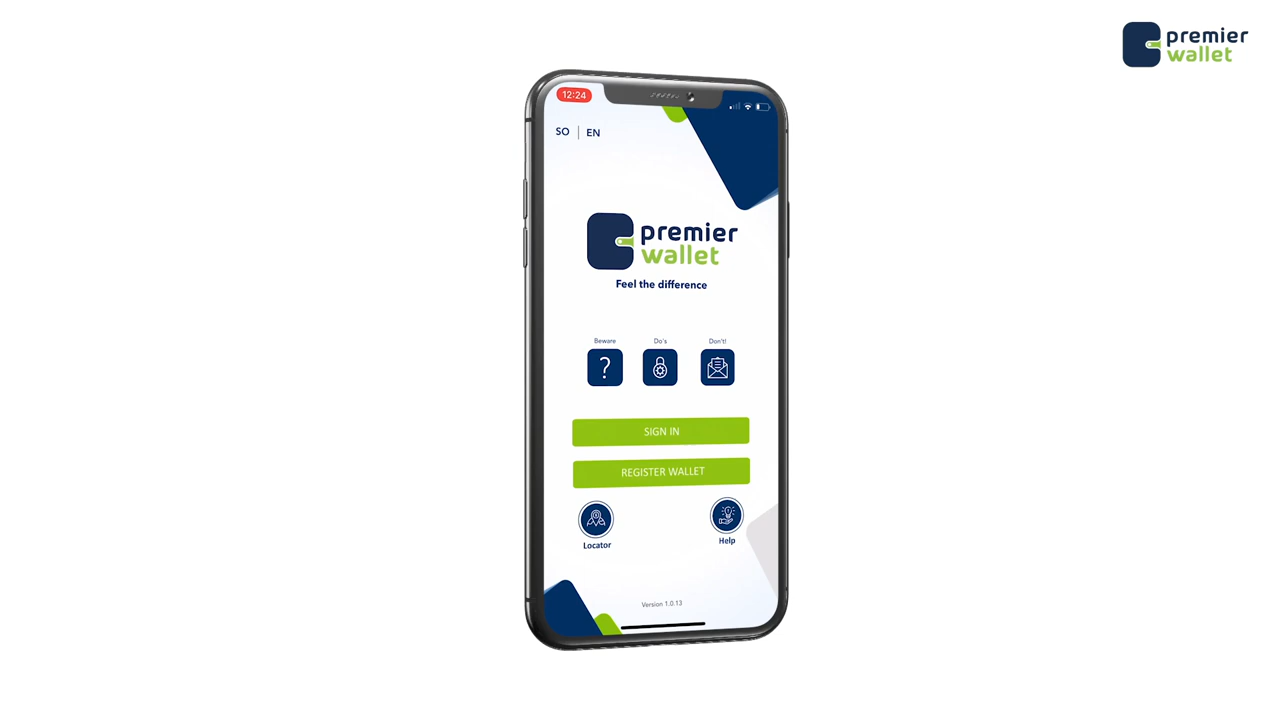 premier
wallet
12:24
SO | EN
premier
wallet
Feel the difference
Beware Do's Don't!
?
SIGN IN
REGISTER WALLET
Locator Help
Version 1.0.13